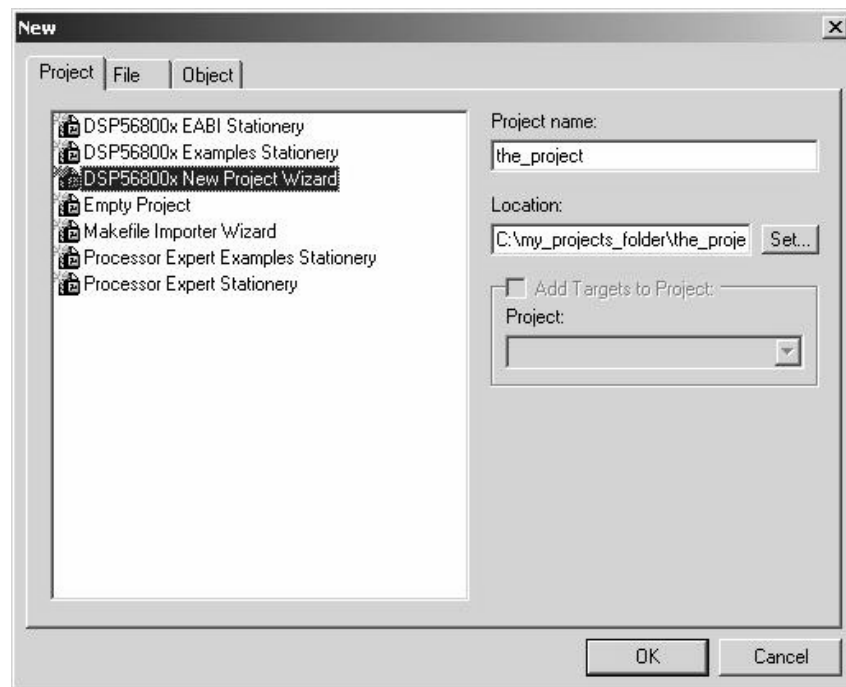 New
Project
File
Object
DSP56800x EABI Stationery
DSP56800x Examples Stationery
DSP56800x New Project Wizard
Empty Project
Makefile Importer Wizard
Processor Expert Examples Stationery
Processor Expert Stationery
Project name:
the_project
Location:
C:\my_projects_folder\the_proje
Set...
Add Targets to Project:
Project:
OK
Cancel